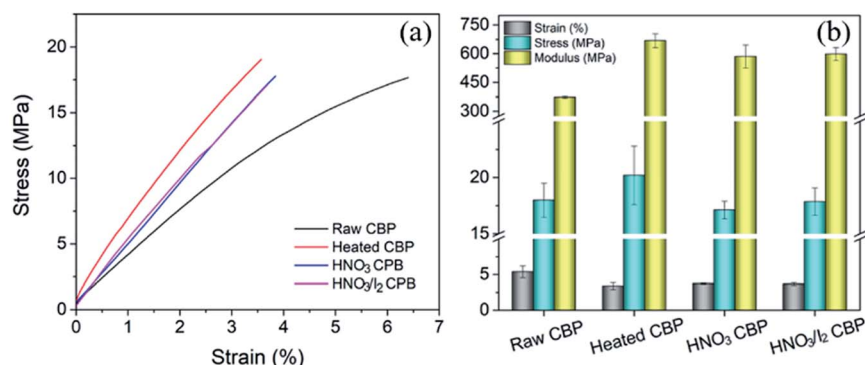 (a)
20
15
10
5
0
Stress (MPa)
0 1 2 3 4 5 6 7
Strain (%)
Raw CBP
Heated CBP
HNO₃ CPB
HNO₃/I₂ CPB
(b)
Strain (%)
Stress (MPa)
Modulus (MPa)
750
600
450
300
20
15
5
0
Raw CBP
Heated CBP
HNO₃ CBP
HNO₃/I₂ CBP